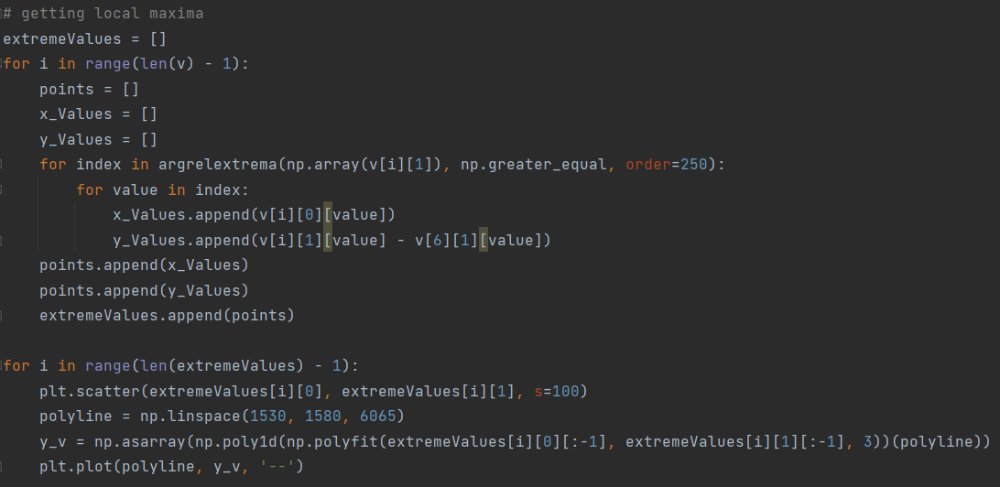 # getting local maxima
extremeValues = []
for i in range(len(v) - 1):
    points = []
    x_Values = []
    y_Values = []
    for index in argrelextrema(np.array(v[i][1]), np.greater_equal, order=250):
        for value in index:
            x_Values.append(v[i][0][value])
            y_Values.append(v[i][1][value] - v[6][1][value])
    points.append(x_Values)
    points.append(y_Values)
    extremeValues.append(points)

for i in range(len(extremeValues) - 1):
    plt.scatter(extremeValues[i][0], extremeValues[i][1], s=100)
    polyline = np.linspace(1530, 1580, 6065)
    y_v = np.asarray(np.poly1d(np.polyfit(extremeValues[i][0][:-1], extremeValues[i][1][:-1], 3))(polyline))
    plt.plot(polyline, y_v, '--')